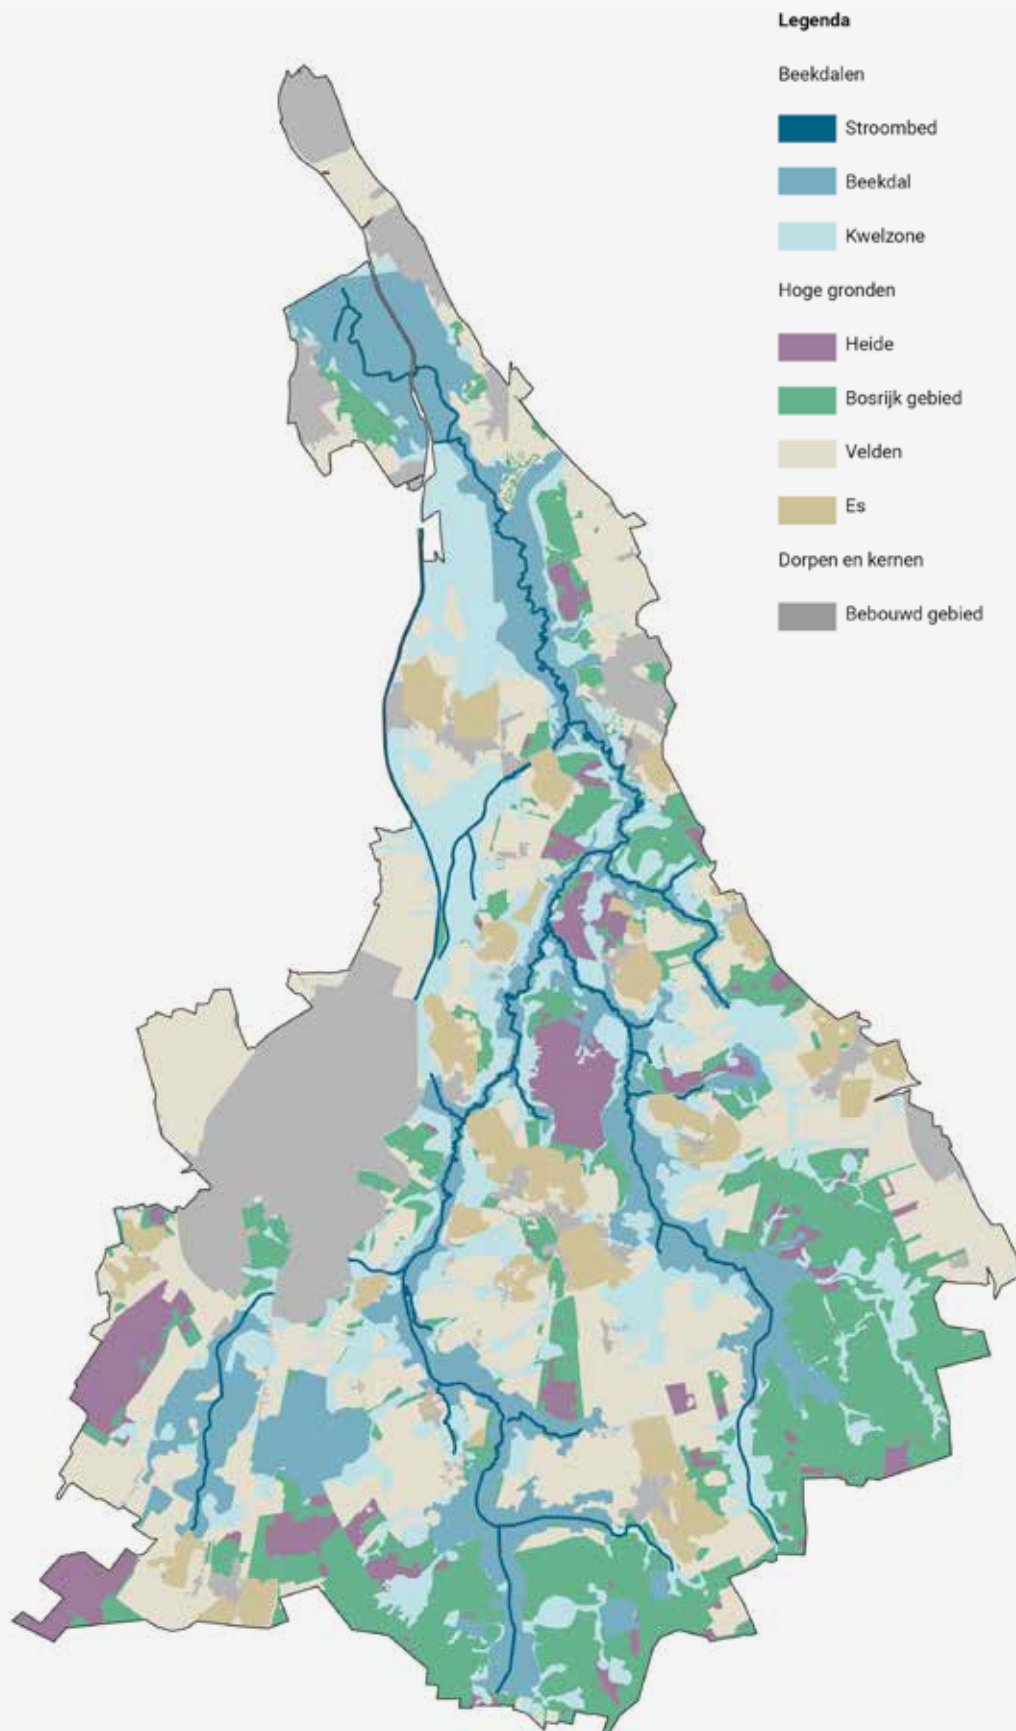 Legenda
Beekdalen
Stroombed
Beekdal
Kwelzone
Hoge gronden
Heide
Bosrijk gebied
Velden
Es
Dorpen en kernen
Bebouwd gebied